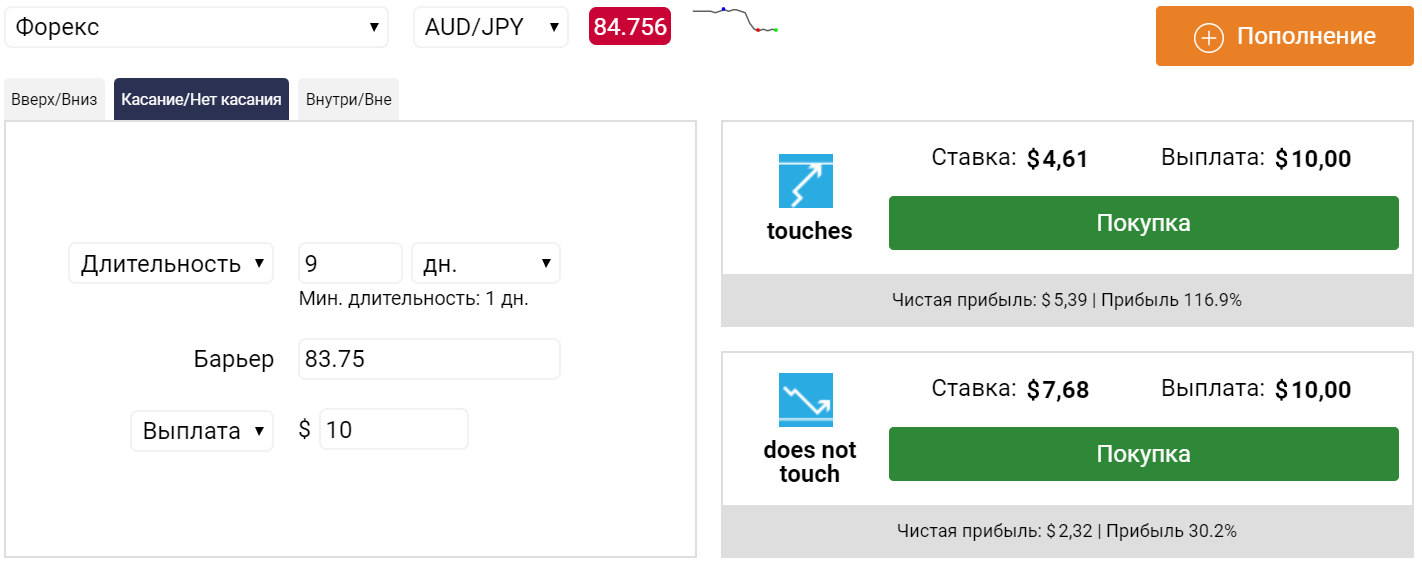 Форекс
AUD/JPY
84.756
Пополнение
Вверх/Вниз
Касание/Нет касания
Внутри/Вне
Длительность
9
дн.
Мин. длительность: 1 дн.
Барьер
83.75
Выплата
$ 10
touches
Ставка: $4,61
Выплата: $10,00
Покупка
Чистая прибыль: $5,39 | Прибыль 116.9%
does not
touch
Ставка: $7,68
Выплата: $10,00
Покупка
Чистая прибыль: $2,32 | Прибыль 30.2%